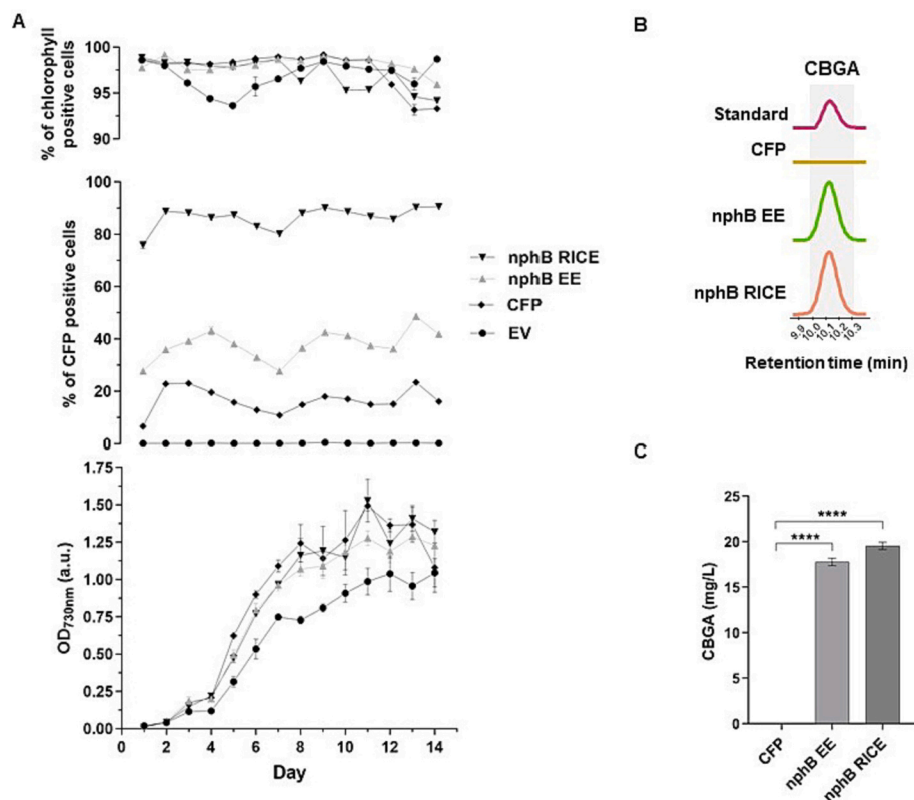 A
% of chlorophyll
positive cells
100
95
90
% of CFP positive cells
100
80
60
40
20
0
nphB RICE
nphB EE
CFP
EV
OD730nm (a.u.)
1.75
1.50
1.25
1.00
0.75
0.50
0.25
0.00
0 2 4 6 8 10 12 14
Day
B
CBGA
Standard
CFP
nphB EE
nphB RICE
9.9 10.0 10.1 10.2 10.3
Retention time (min)
C
CBGA (mg/L)
25
20
15
10
5
0
****
****
CFP
nphB EE
nphB RICE